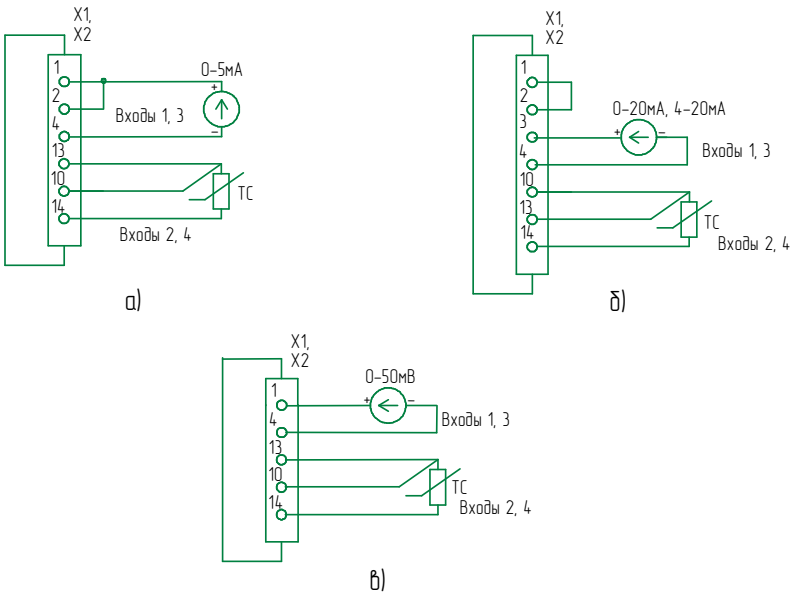 X1,
X2
1
2
4
13
10
14
0-5мА
+
-
Входы 1, 3
ТС
Входы 2, 4
а)
X1,
X2
1
2
3
4
10
13
14
0-20мА, 4-20мА
+
-
Входы 1, 3
ТС
Входы 2, 4
б)
X1,
X2
1
4
13
10
14
0-50мВ
+
-
Входы 1, 3
ТС
Входы 2, 4
в)